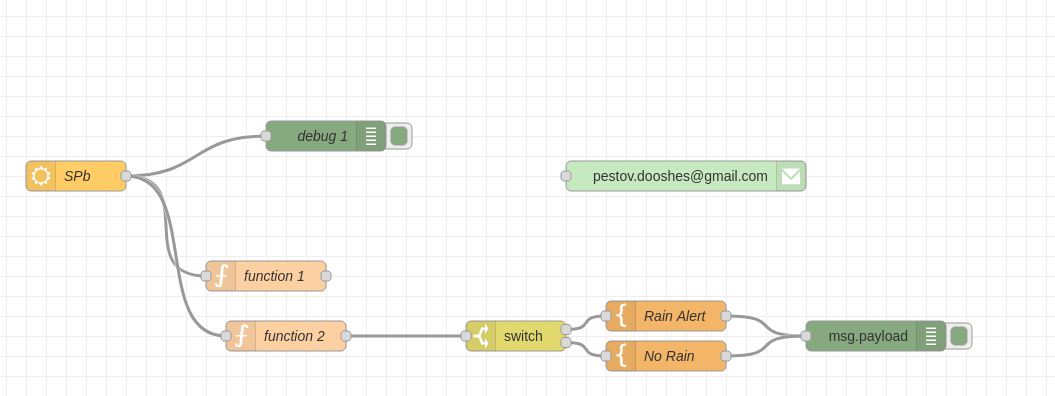 debug 1
SPb
pestov.dooshes@gmail.com
function 1
function 2
switch
Rain Alert
No Rain
msg.payload